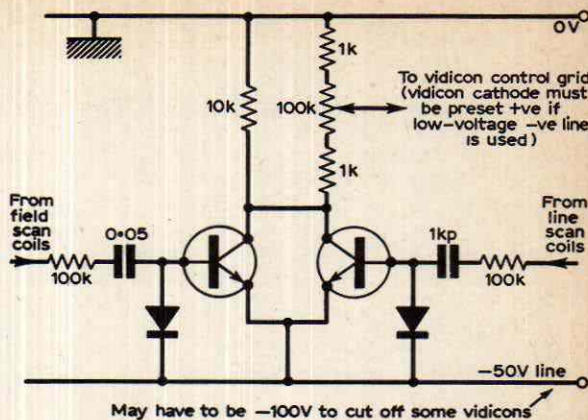 0V
1k
10k
100k
To vidicon control grid
(vidicon cathode must
be preset +ve if
low-voltage -ve line
is used)
1k
From
field
scan
coils
0·05
100k
From
line
scan
coils
1kp
100k
-50V line
May have to be -100V to cut off some vidicons